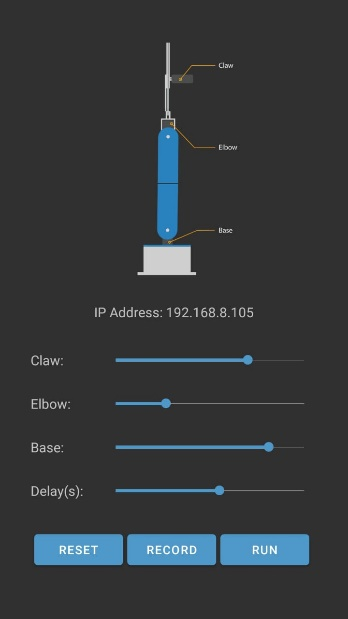 Claw
Elbow
Base
IP Address: 192.168.8.105
Claw:
Elbow:
Base:
Delay(s):
RESET RECORD RUN